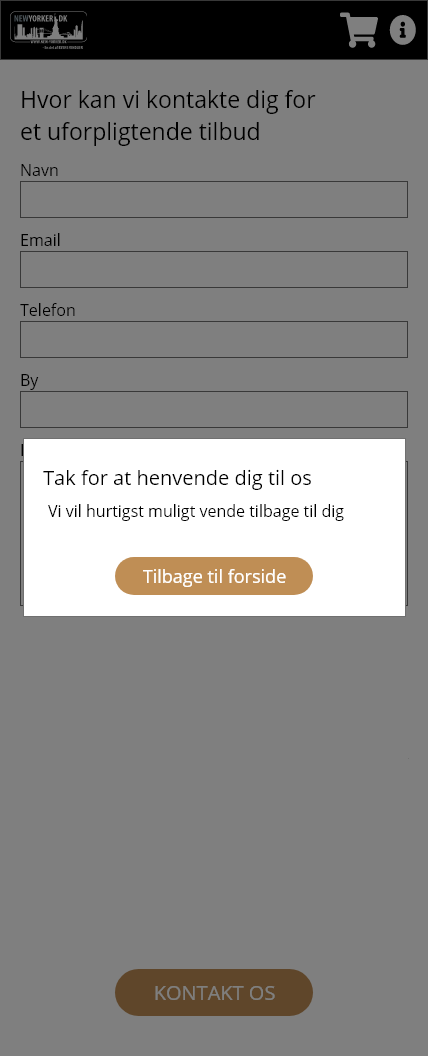 NEWYORKER.DK
Hvor kan vi kontakte dig for
et uforpligtende tilbud
Navn
Email
Telefon
By
Tak for at henvende dig til os
Vi vil hurtigst muligt vende tilbage til dig
Tilbage til forside
KONTAKT OS